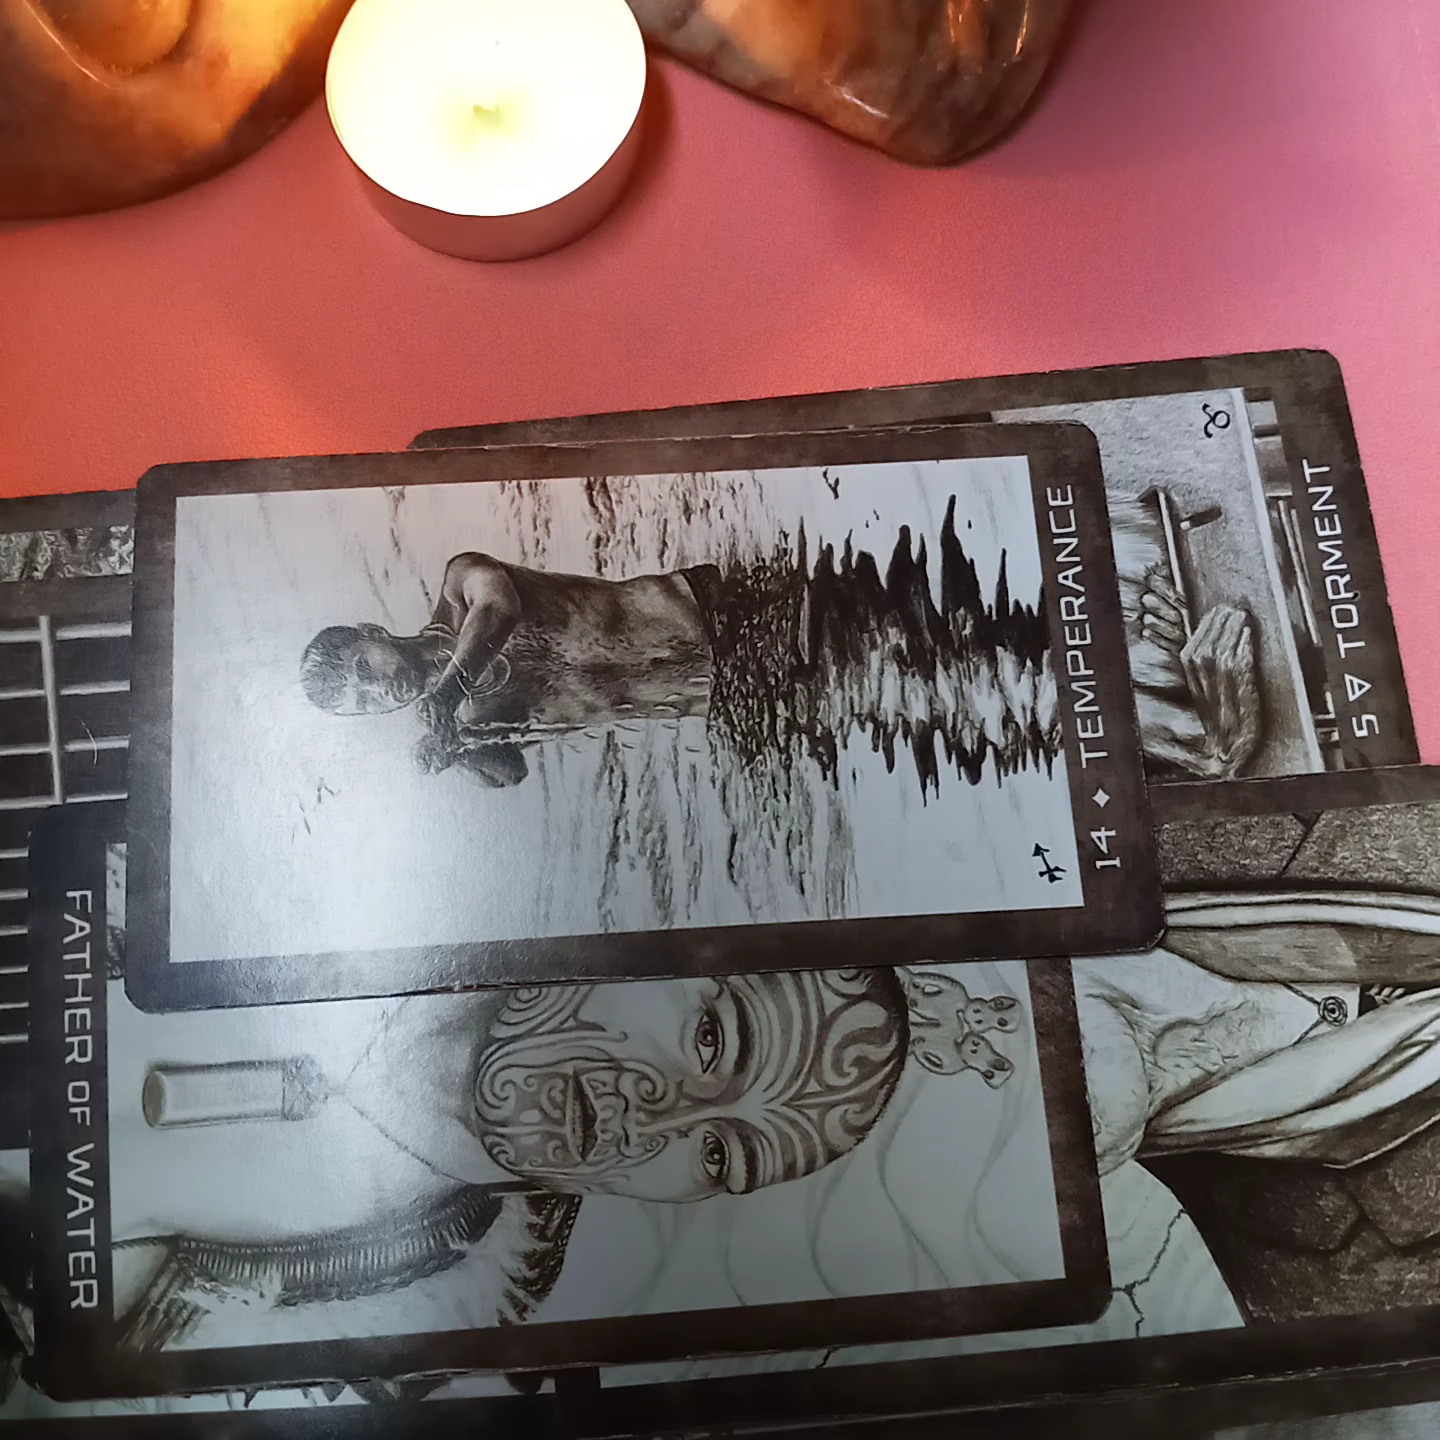 14 ♦ TEMPERANCE
5 🜄 TORMENT
FATHER OF WATER